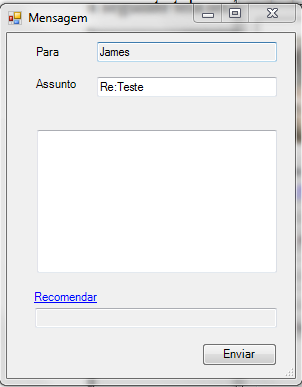 Mensagem
Para James
Assunto Re:Teste
Recomendar
Enviar